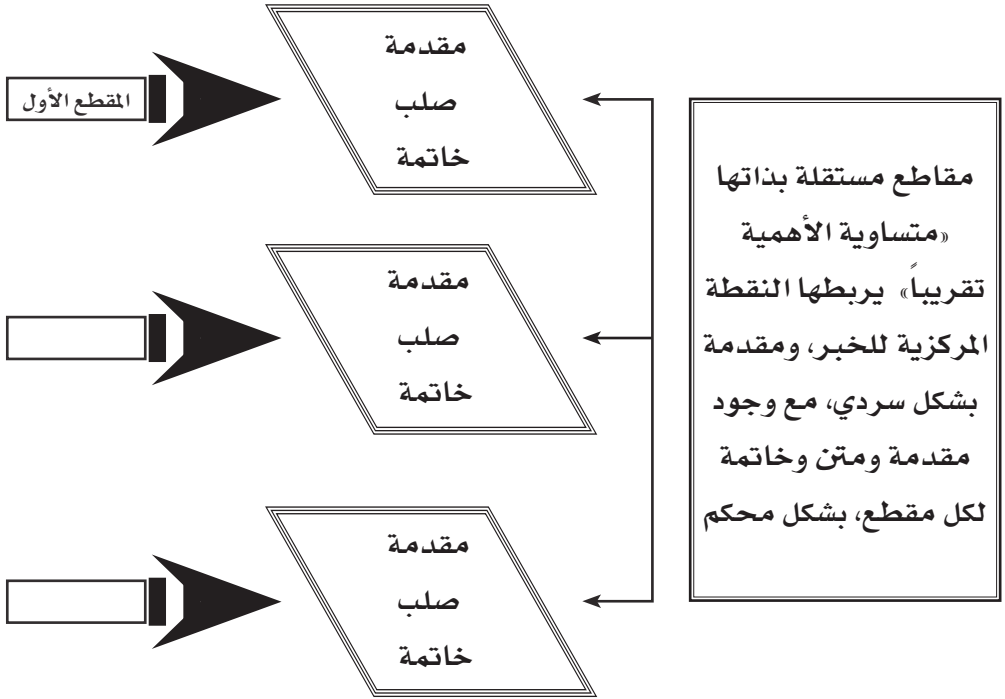 مقاطع مستقلة بذاتها
«متساوية الأهمية
تقريباً» يربطها النقطة
المركزية للخبر، ومقدمة
بشكل سردي، مع وجود
مقدمة ومتن وخاتمة
لكل مقطع، بشكل محكم
مقدمة
صلب
خاتمة
المقطع الأول
مقدمة
صلب
خاتمة
مقدمة
صلب
خاتمة